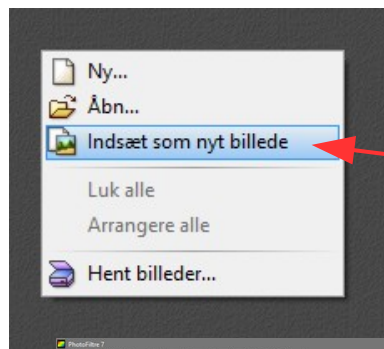 Ny...
Åbn...
Indsæt som nyt billede
Luk alle
Arrangere alle
Hent billeder...
PhotoFiltre 7